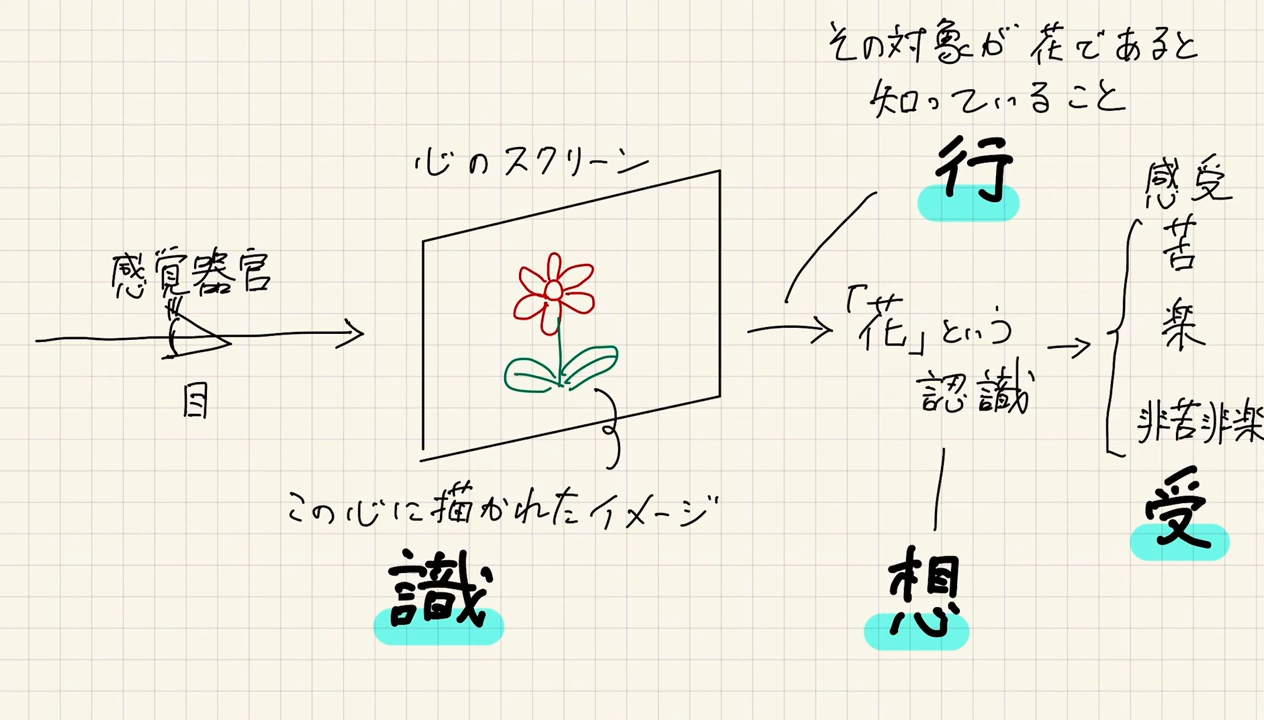 その対象が花であると
知っていること
行
心のスクリーン
感覚器官
目
「花」という
認識
感受
苦
楽
非苦非楽
受
この心に描かれたイメージ
識
想